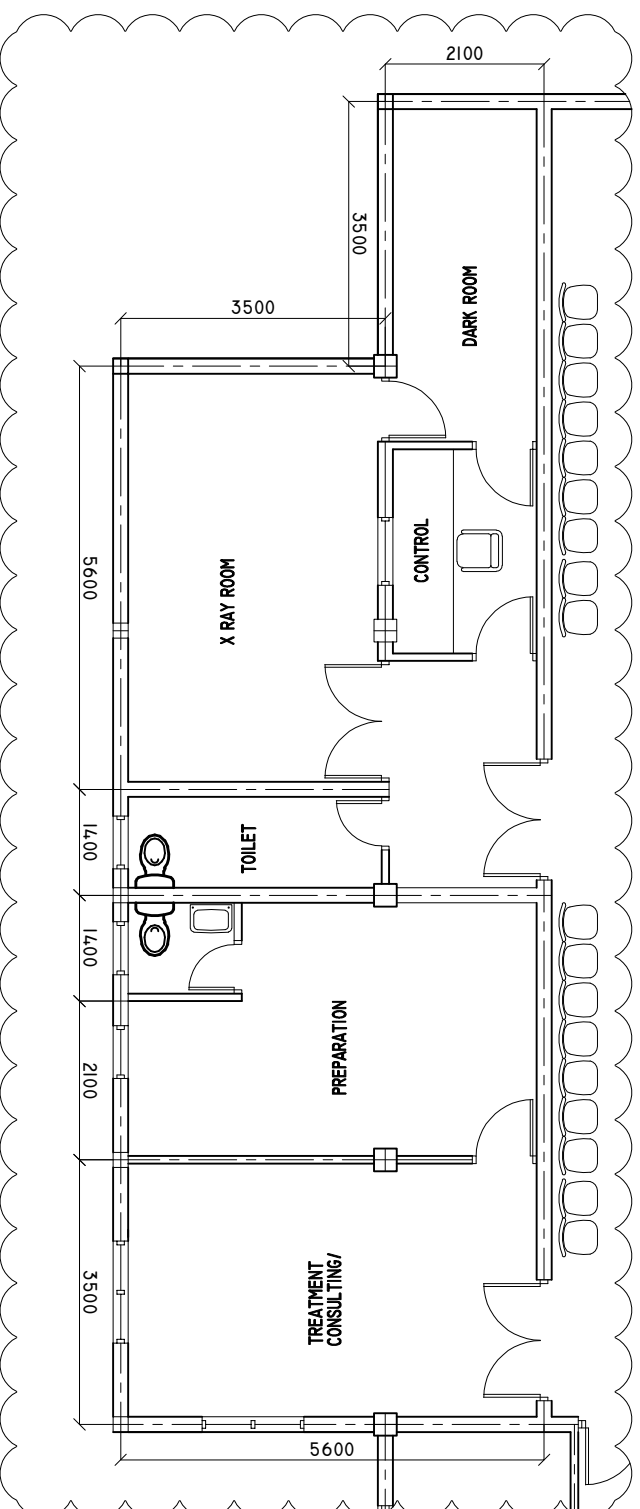 2100
3500
DARK ROOM
3500
CONTROL
X RAY ROOM
5600
TOILET
1400
1400
PREPARATION
2100
TREATMENT
CONSULTING/
3500
5600